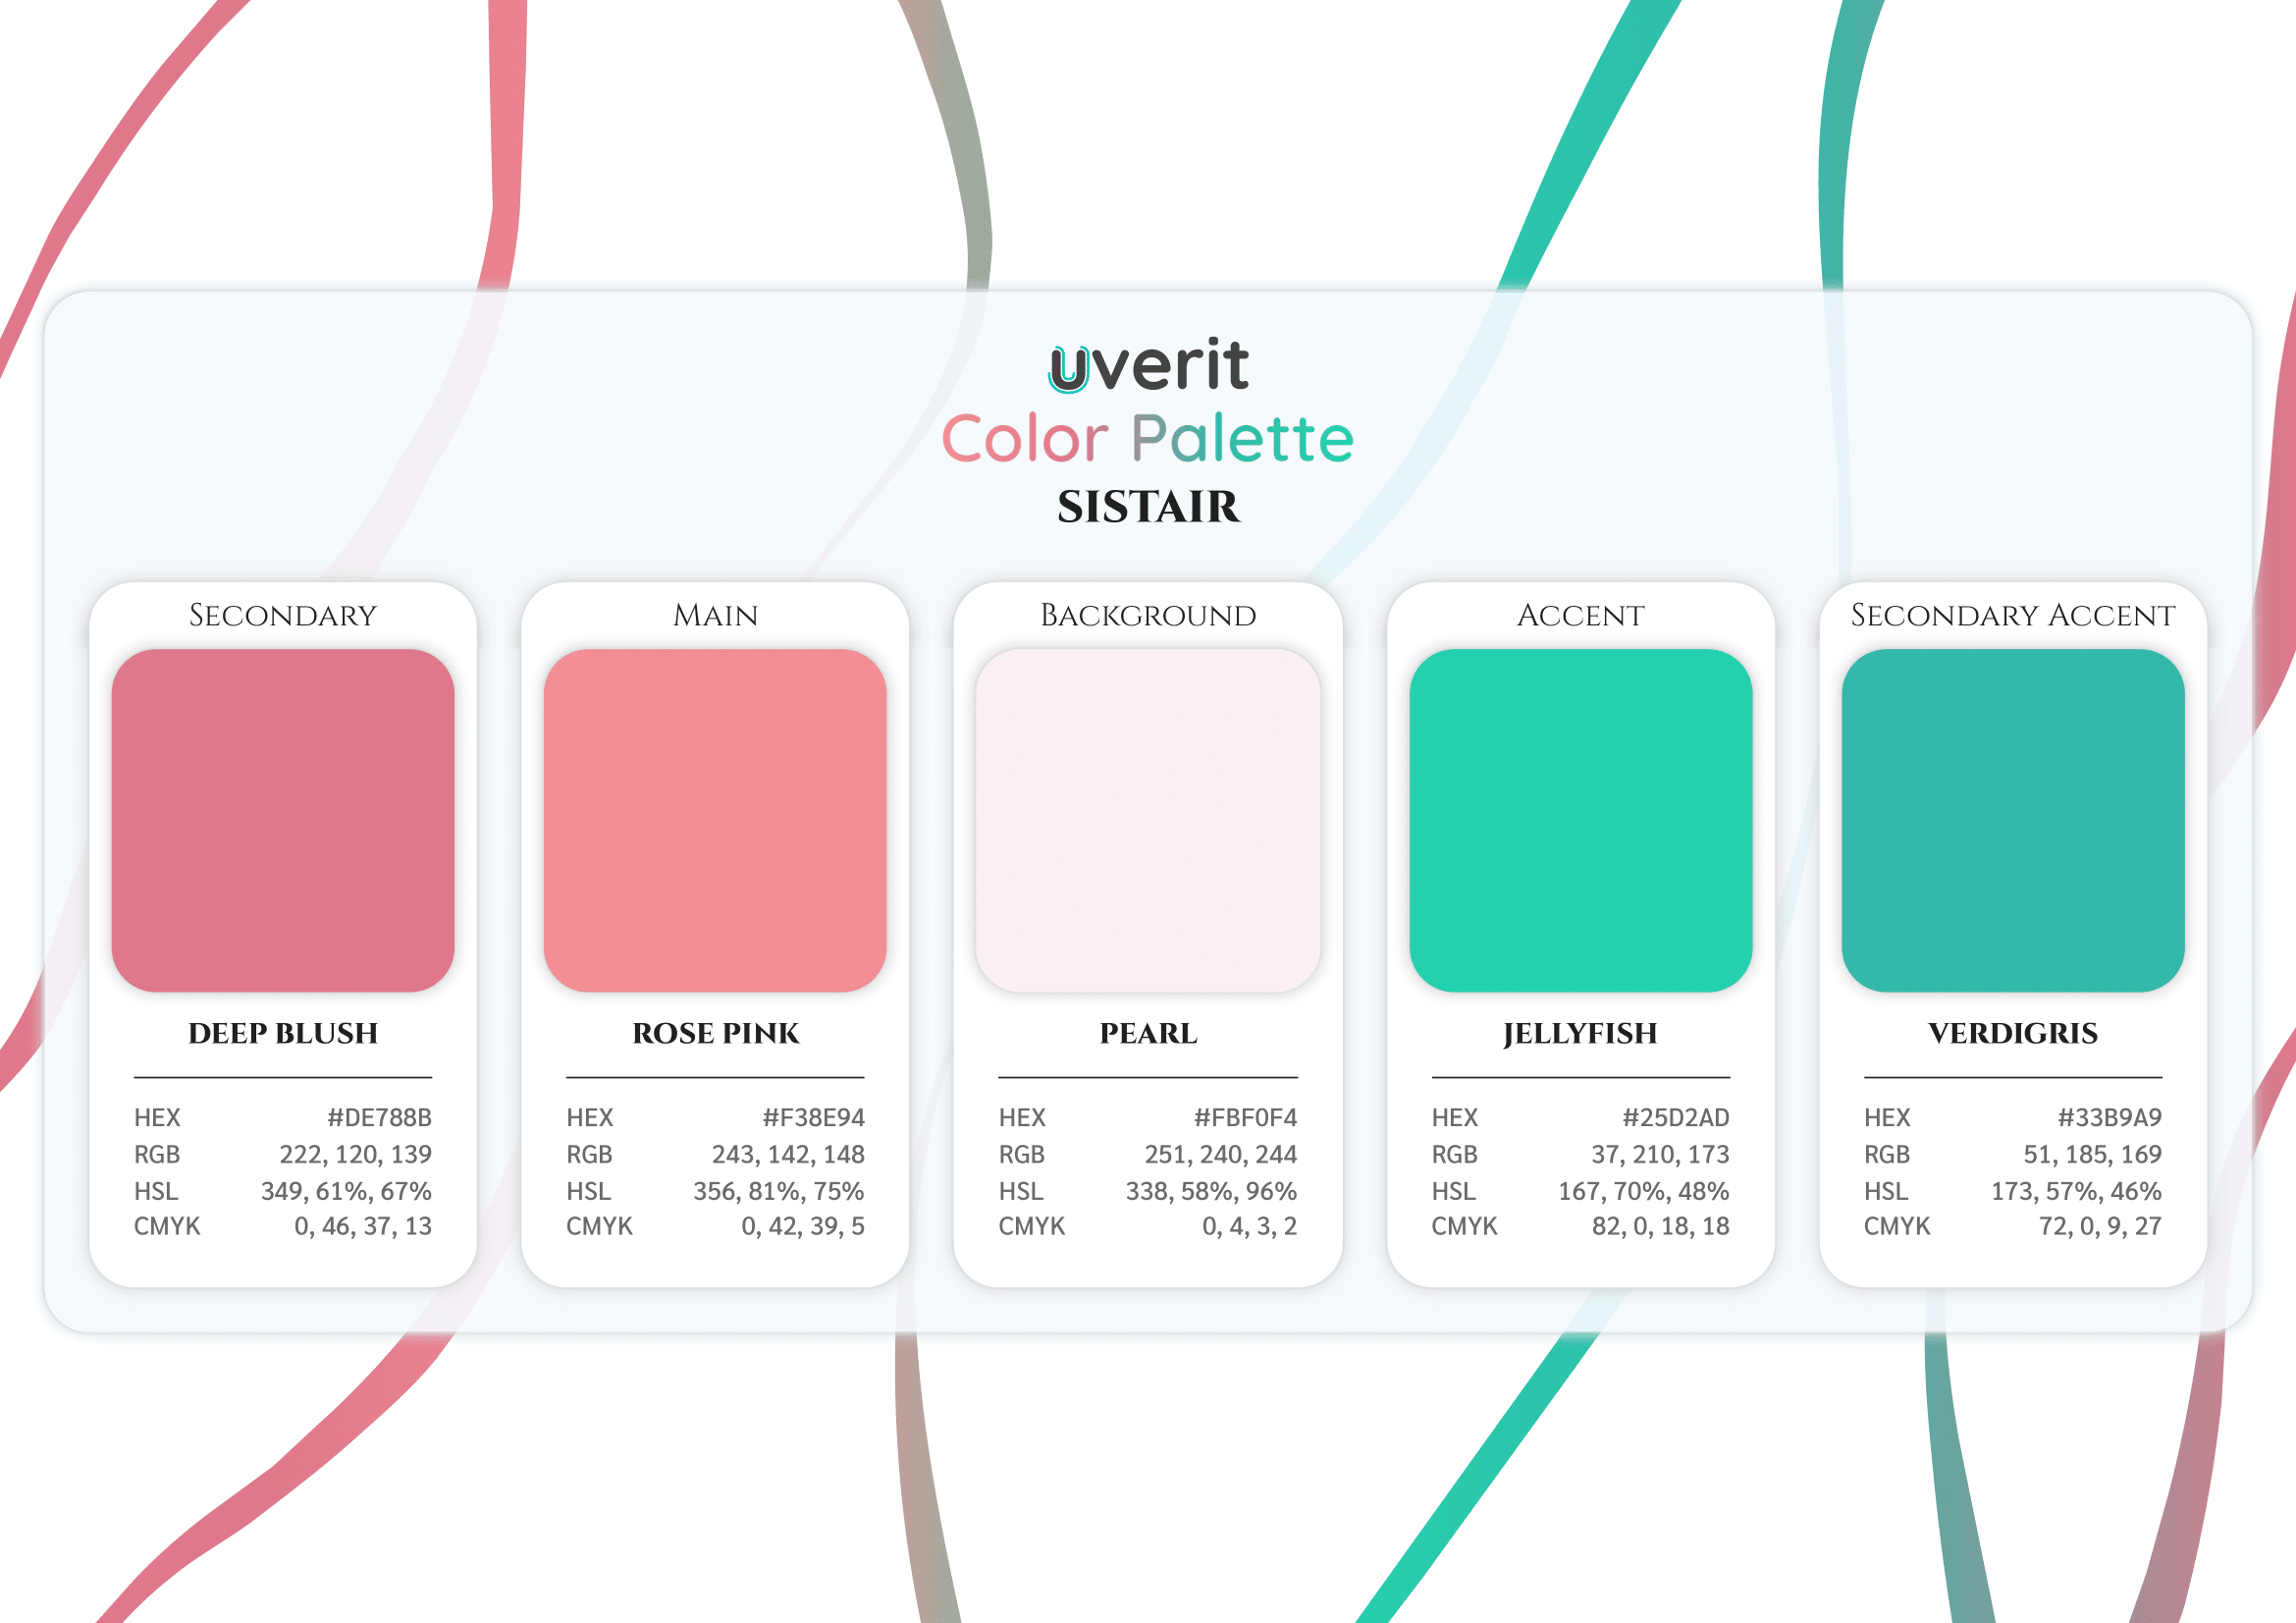 uverit
Color Palette
SISTAIR
SECONDARY
DEEP BLUSH
HEX #DE788B
RGB 222, 120, 139
HSL 349, 61%, 67%
CMYK 0, 46, 37, 13
MAIN
ROSE PINK
HEX #F38E94
RGB 243, 142, 148
HSL 356, 81%, 75%
CMYK 0, 42, 39, 5
BACKGROUND
PEARL
HEX #FBF0F4
RGB 251, 240, 244
HSL 338, 58%, 96%
CMYK 0, 4, 3, 2
ACCENT
JELLYFISH
HEX #25D2AD
RGB 37, 210, 173
HSL 167, 70%, 48%
CMYK 82, 0, 18, 18
SECONDARY ACCENT
VERDIGRIS
HEX #33B9A9
RGB 51, 185, 169
HSL 173, 57%, 46%
CMYK 72, 0, 9, 27